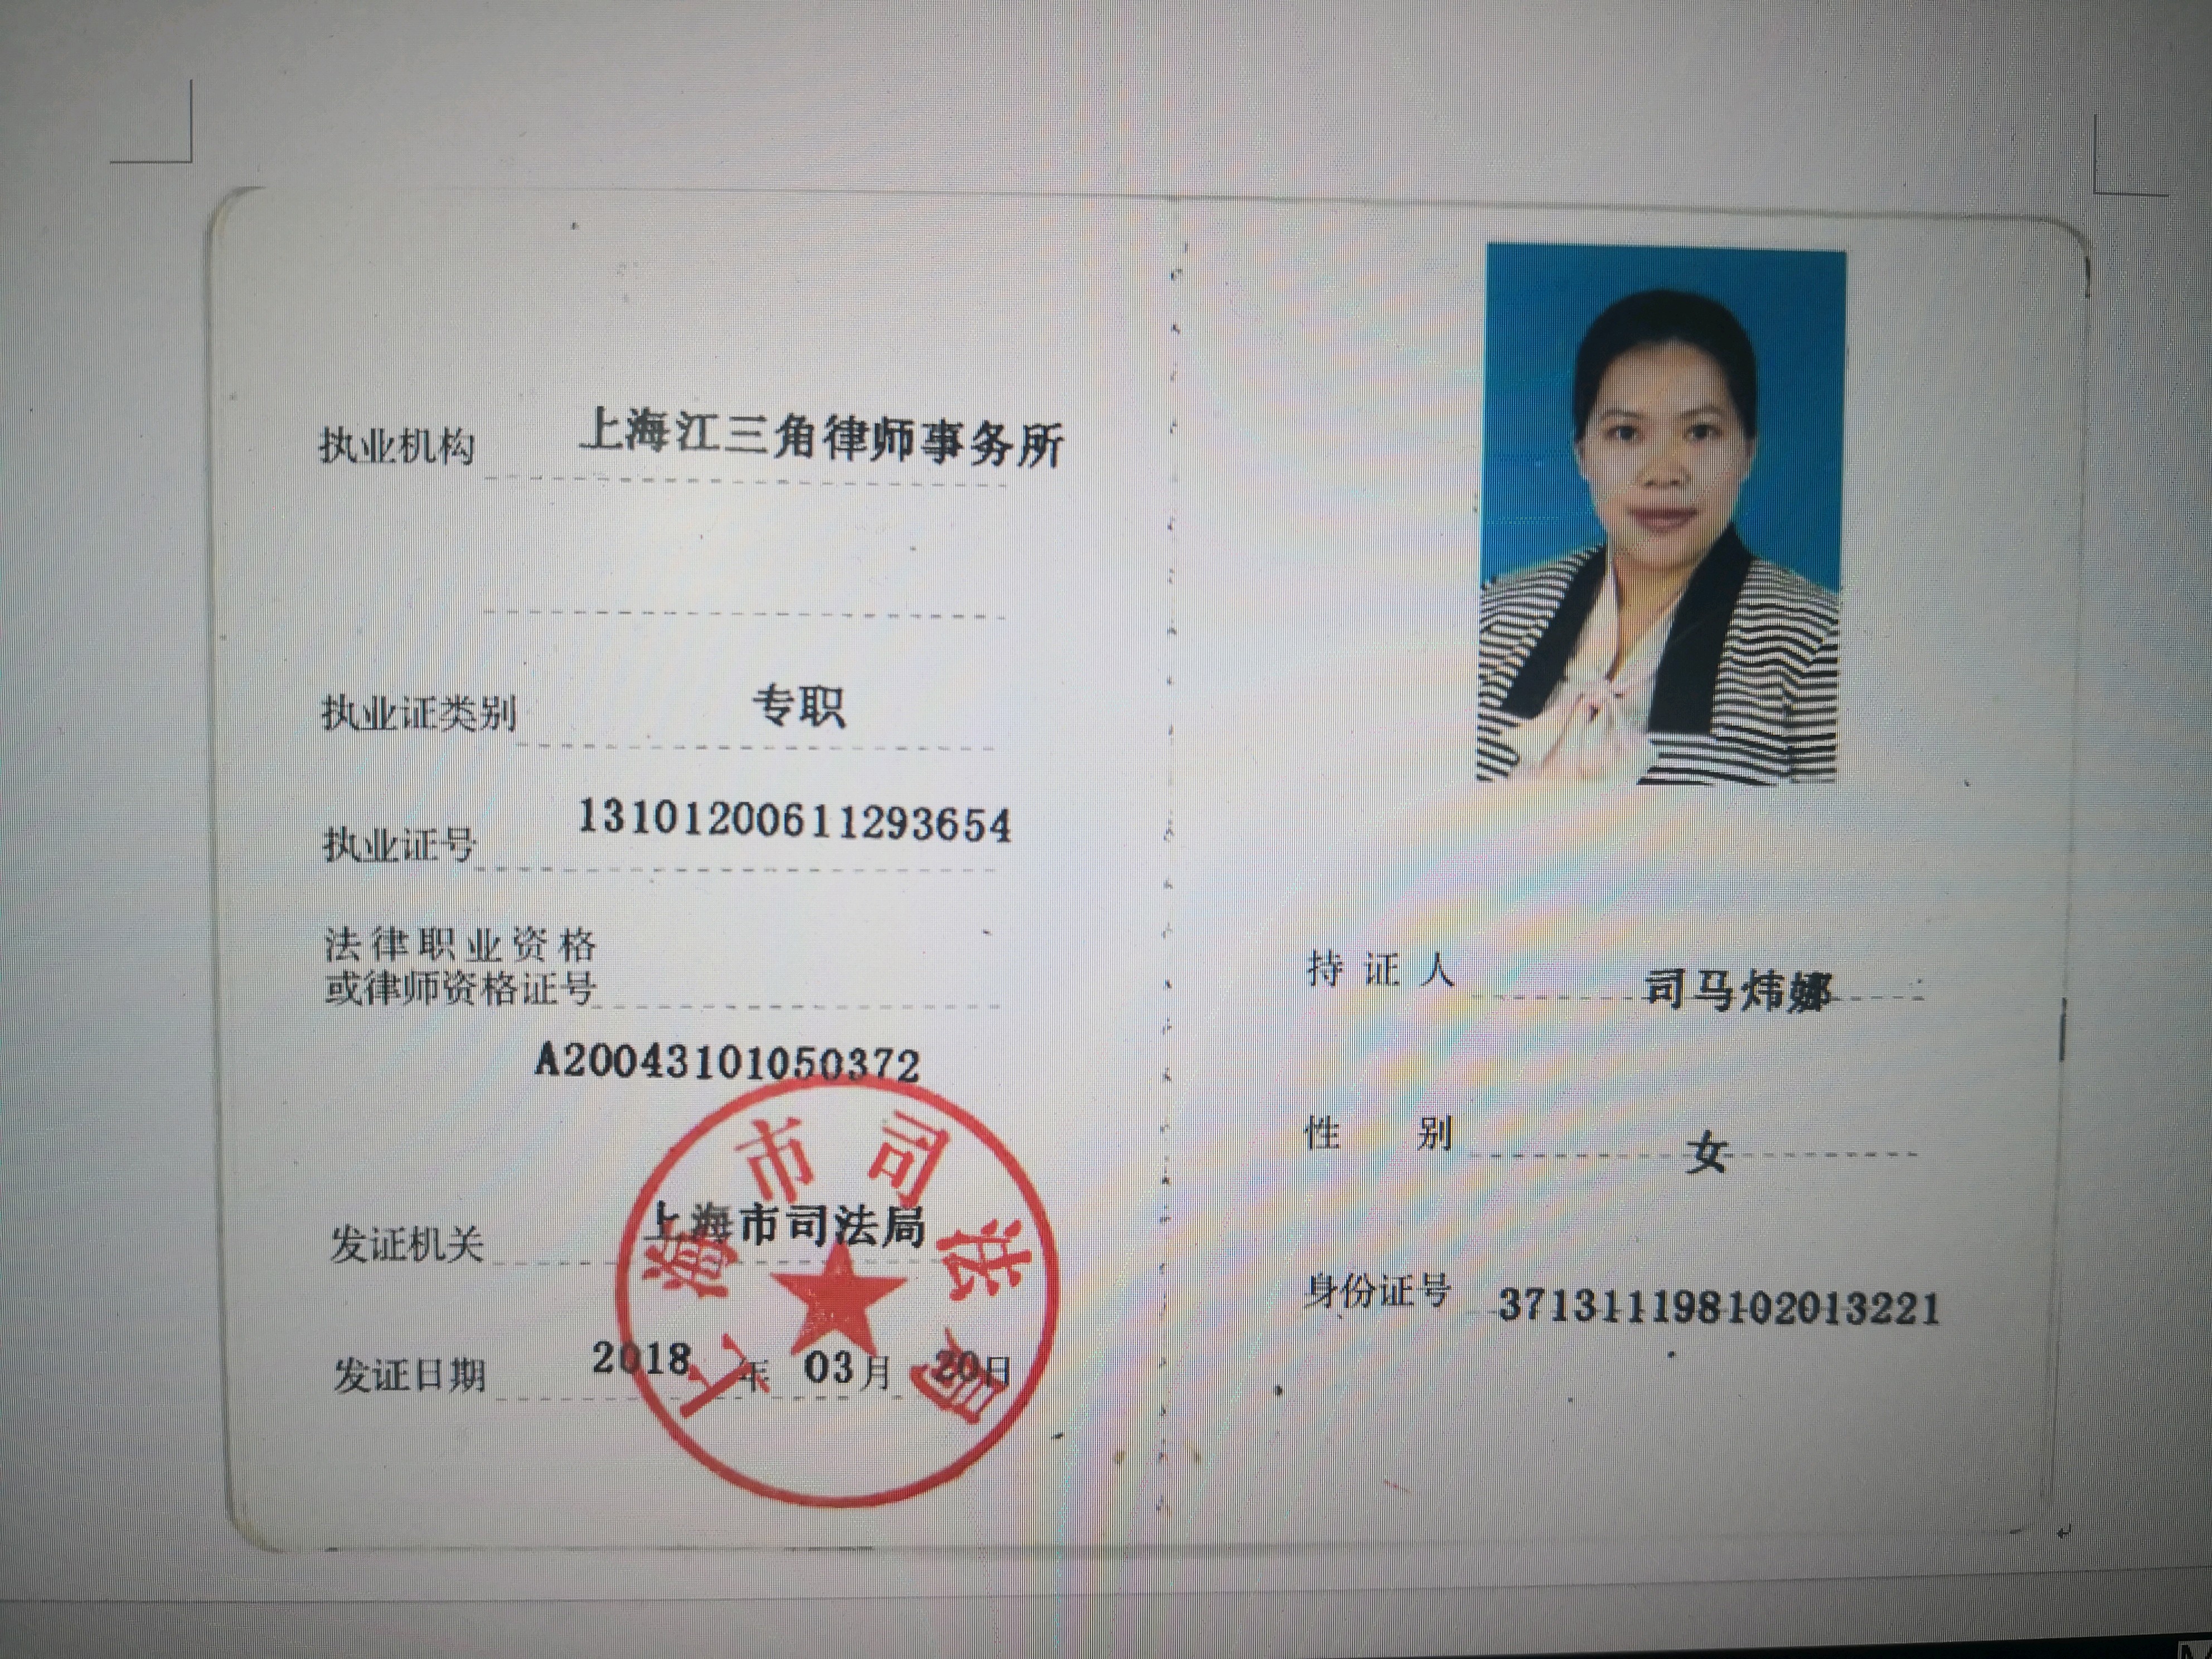 执业机构 上海江三角律师事务所
执业证类别 专职
执业证号 13101200611293654
法律职业资格
或律师资格证号
A20043101050372
发证机关 上海市司法局
发证日期 2018 年 03 月 20 日
上海市司法局
持证人 司马炜娜
性别 女
身份证号 371311198102013221